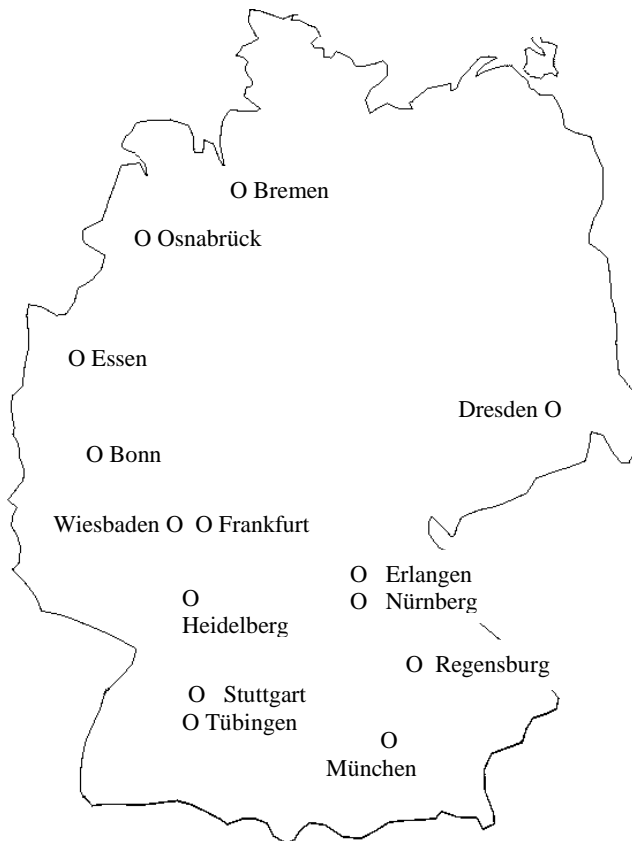 O Bremen
O Osnabrück
O Essen
Dresden O
O Bonn
Wiesbaden O O Frankfurt
O Erlangen
O Nürnberg
O
Heidelberg
O Regensburg
O Stuttgart
O Tübingen
O
München